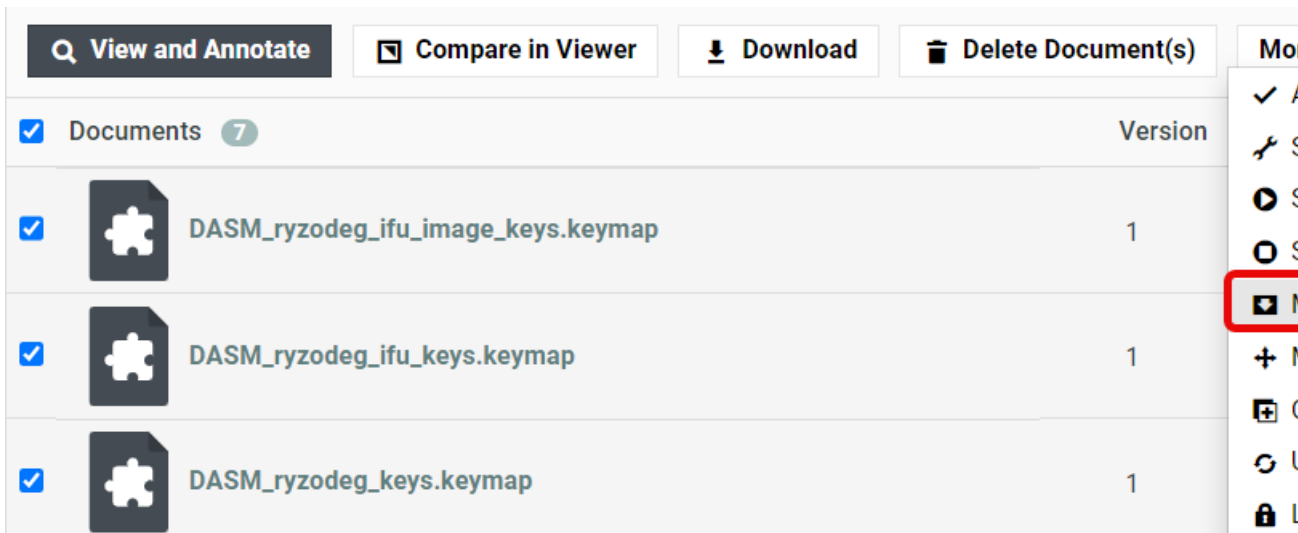 View and Annotate Compare in Viewer Download Delete Document(s)
Documents 7 Version
DASM_ryzodeg_ifu_image_keys.keymap 1
DASM_ryzodeg_ifu_keys.keymap 1
DASM_ryzodeg_keys.keymap 1